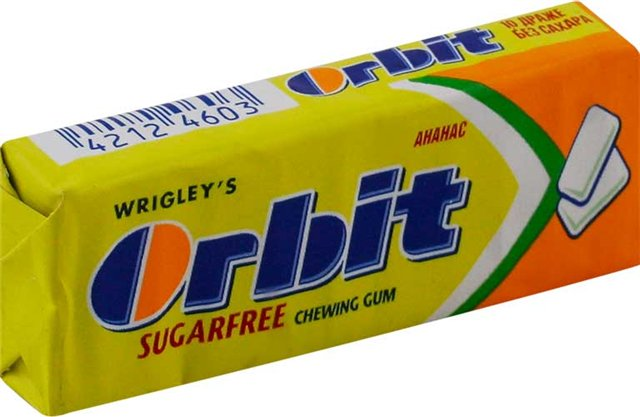 Orbit
10 ДРАЖЕ
БЕЗ САХАРА
4212 4603
АНАНАС
WRIGLEY'S
Orbit
SUGARFREE CHEWING GUM